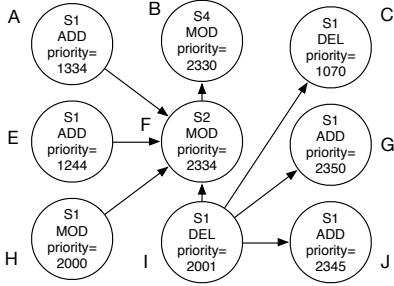 A
S1
ADD
priority=
1334
B
S4
MOD
priority=
2330
C
S1
DEL
priority=
1070
E
S1
ADD
priority=
1244
F
S2
MOD
priority=
2334
G
S1
ADD
priority=
2350
H
S1
MOD
priority=
2000
I
S1
DEL
priority=
2001
J
S1
ADD
priority=
2345